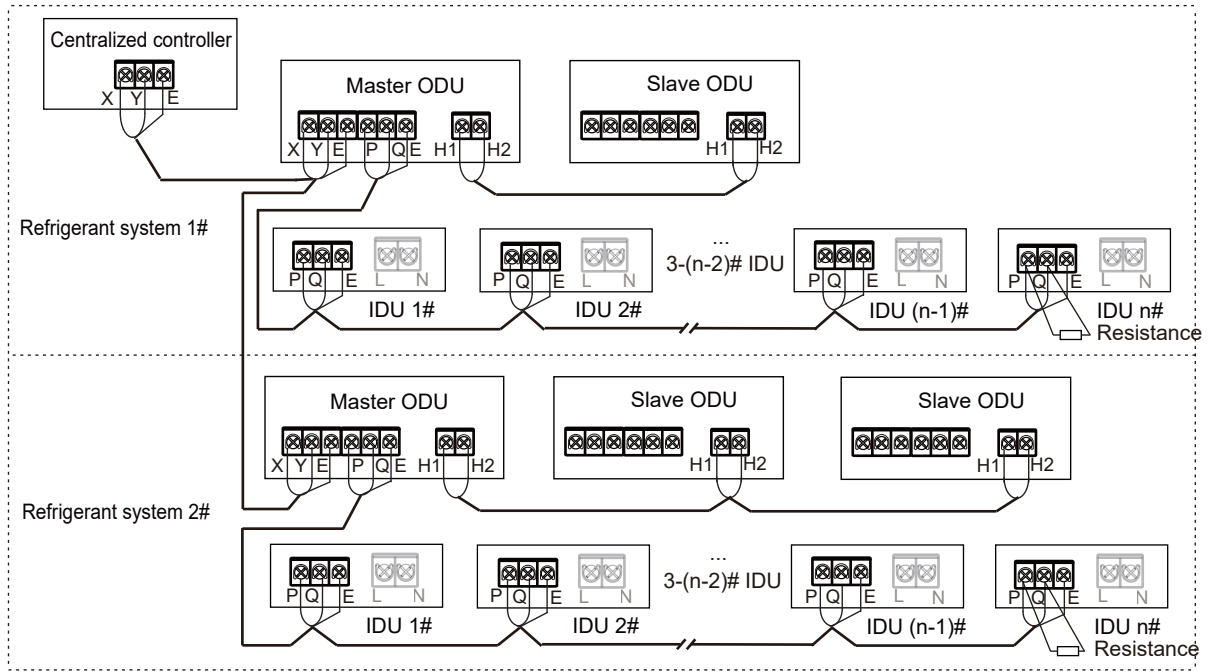 Centralized controller
X Y E
Master ODU
X Y E P Q E H1 H2
Slave ODU
H1 H2
Refrigerant system 1#
P Q E L N
IDU 1#
P Q E L N
IDU 2#
...
3-(n-2)# IDU
P Q E L N
IDU (n-1)#
P Q E L N
IDU n#
Resistance
Master ODU
X Y E P Q E H1 H2
Slave ODU
H1 H2
Slave ODU
H1 H2
Refrigerant system 2#
P Q E L N
IDU 1#
P Q E L N
IDU 2#
...
3-(n-2)# IDU
P Q E L N
IDU (n-1)#
P Q E L N
IDU n#
Resistance